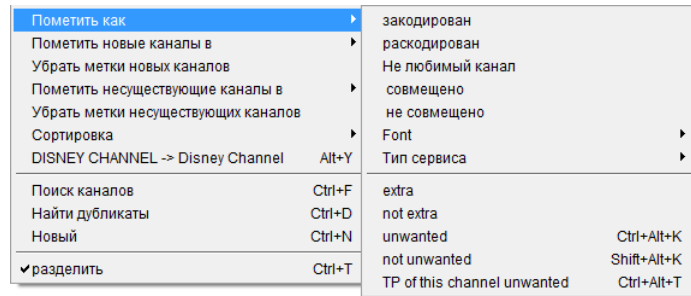 Пометить как
Пометить новые каналы в
Убрать метки новых каналов
Пометить несуществующие каналы в
Убрать метки несуществующих каналов
Сортировка
DISNEY CHANNEL -> Disney Channel Alt+Y
Поиск каналов Ctrl+F
Найти дубликаты Ctrl+D
Новый Ctrl+N
разделить Ctrl+T
закодирован
раскодирован
Не любимый канал
совмещено
не совмещено
Font
Тип сервиса
extra
not extra
unwanted Ctrl+Alt+K
not unwanted Shift+Alt+K
TP of this channel unwanted Ctrl+Alt+T